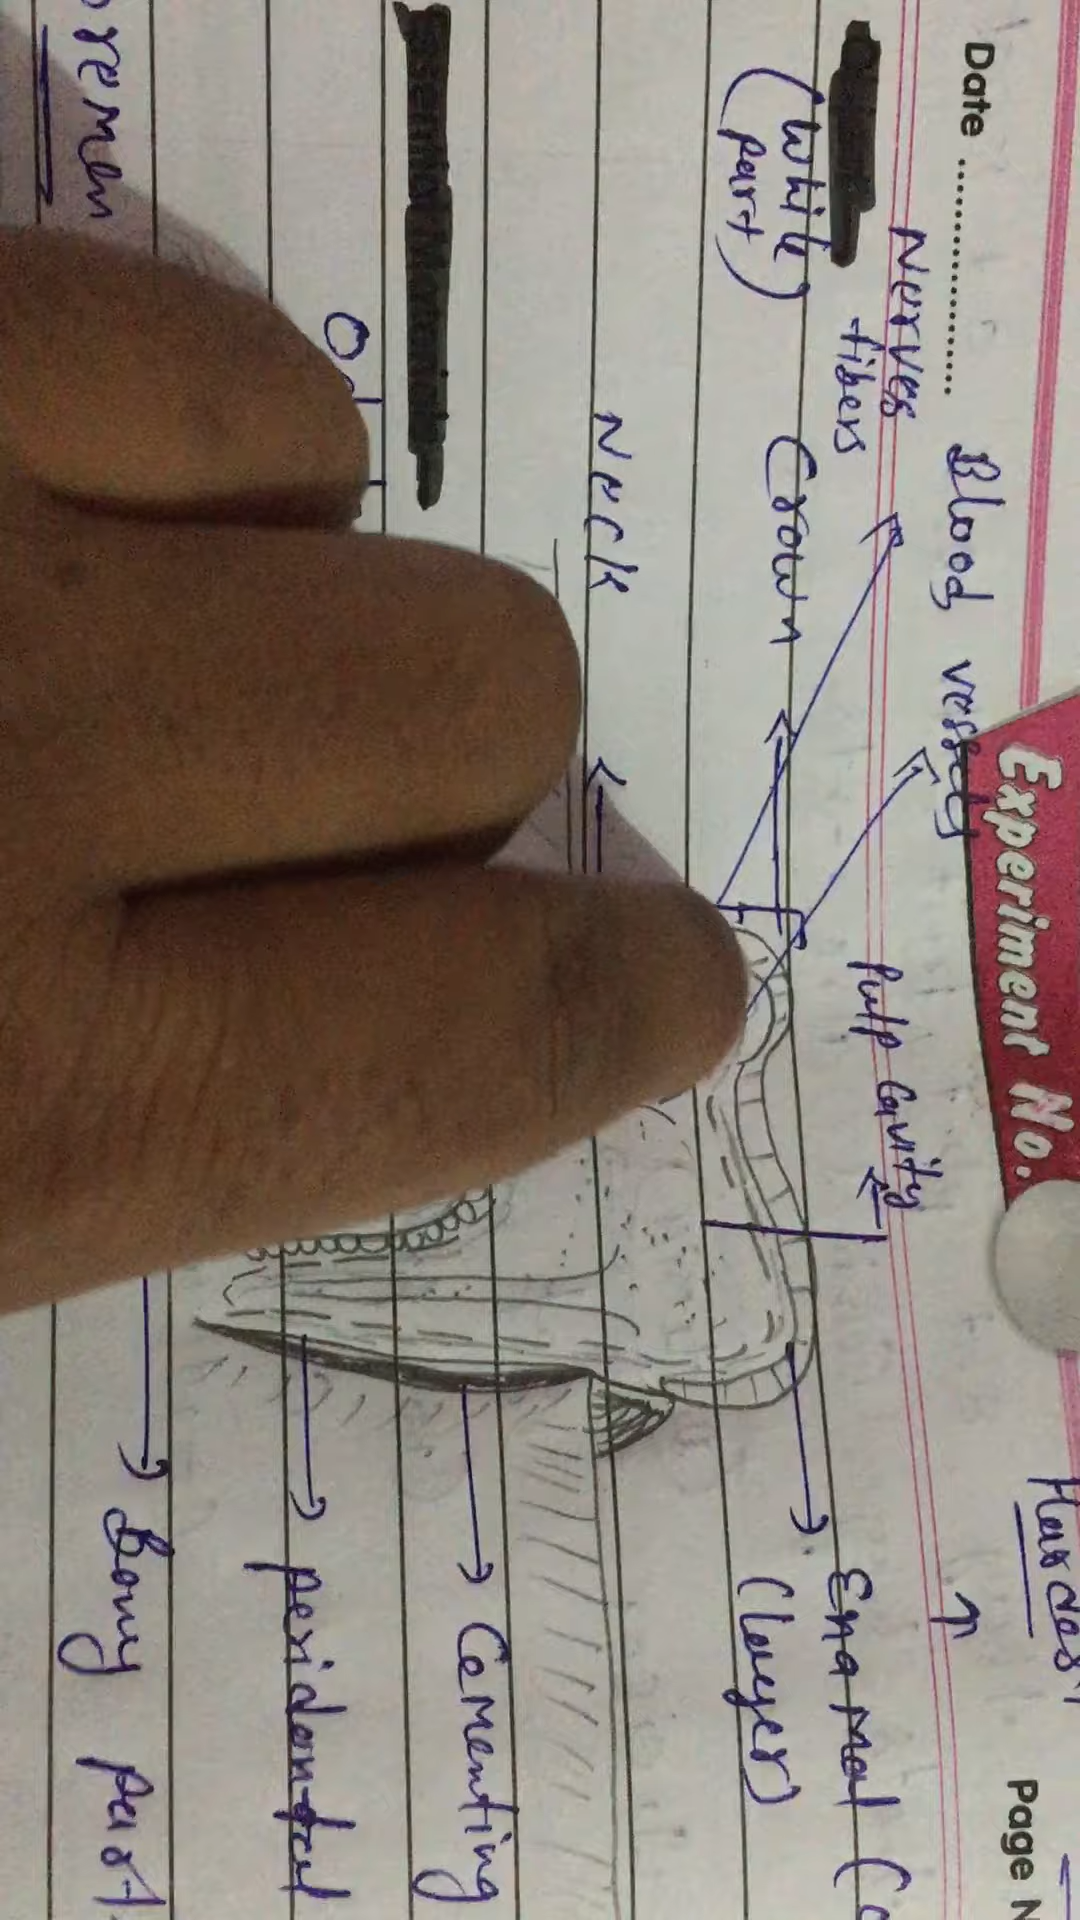 Experiment No.
Date
Page N
Hardest
Blood vessels
Nerves
fibers
Pulp cavity
(White
part)
Crown
Enamal (c
(layer)
Neck
Cementing
peridontal
Bony part